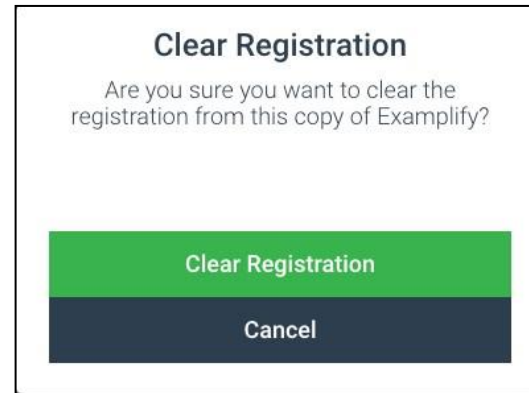 Clear Registration
Are you sure you want to clear the
registration from this copy of Examplify?
Clear Registration
Cancel